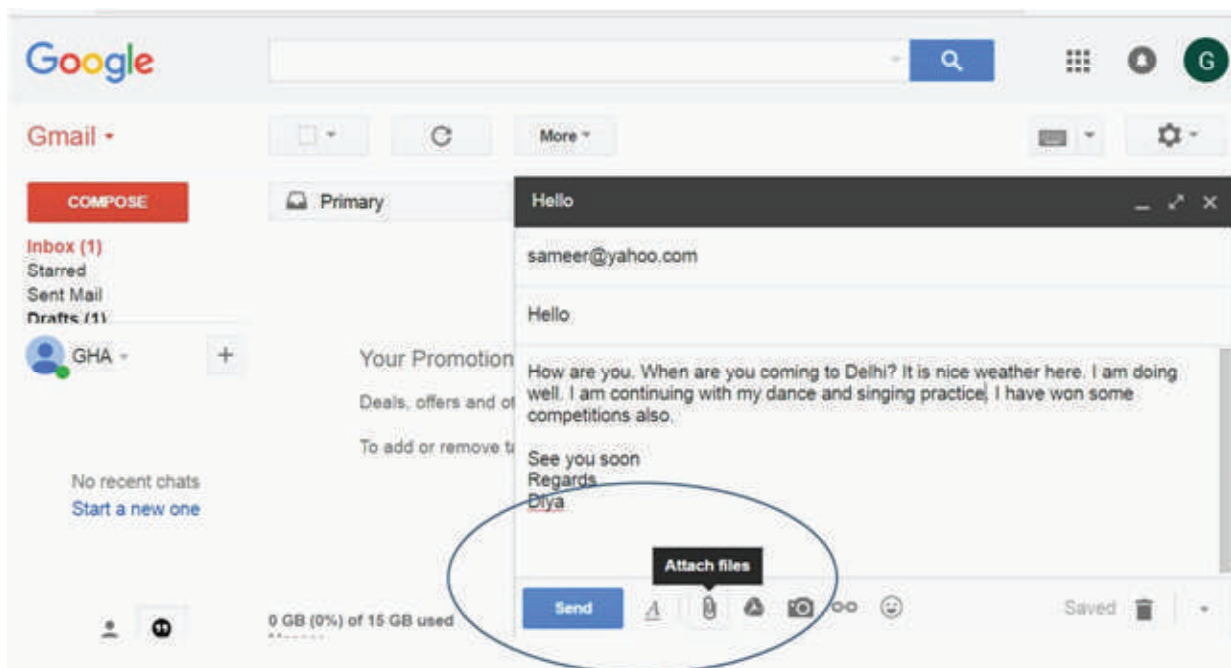 Google
G
Gmail
More
COMPOSE
Primary
Hello
Inbox (1)
Starred
Sent Mail
Drafts (1)
sameer@yahoo.com
Hello
GHA
Your Promotion
Deals, offers and ot
To add or remove ta
How are you. When are you coming to Delhi? It is nice weather here. I am doing
well. I am continuing with my dance and singing practice. I have won some
competitions also.
See you soon
Regards
Diya
No recent chats
Start a new one
Attach files
Send
A
Saved
0 GB (0%) of 15 GB used